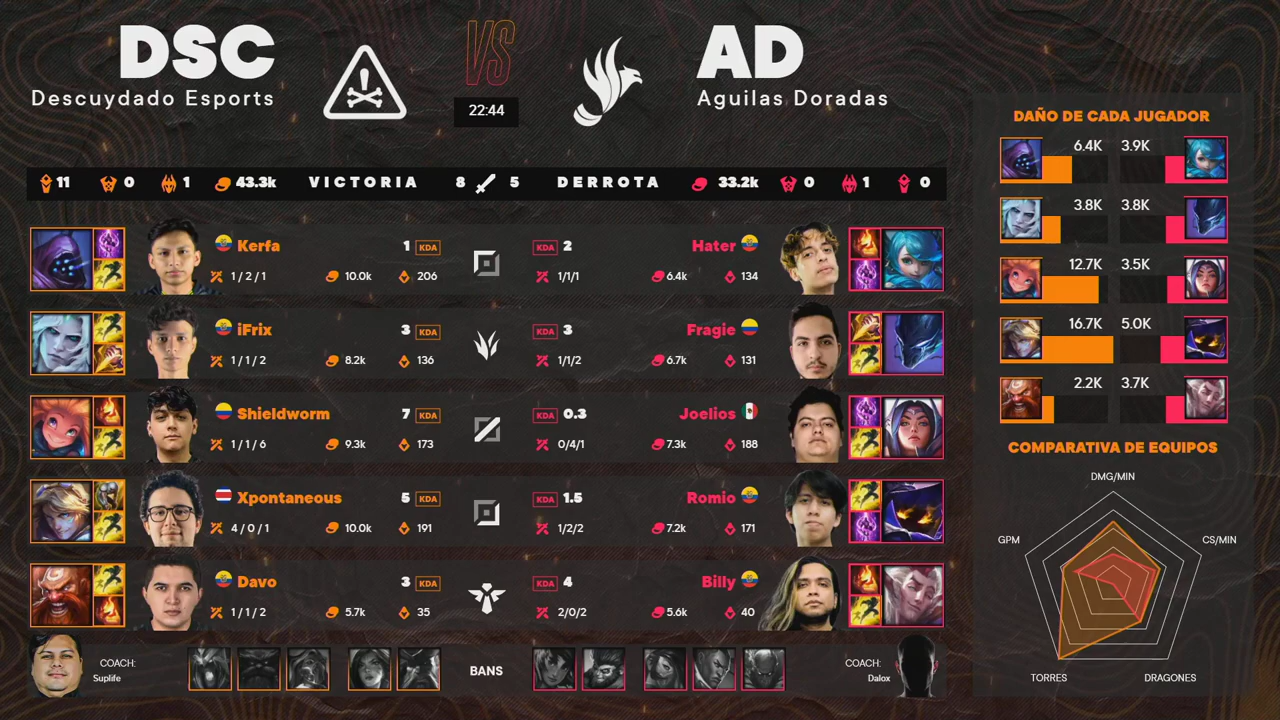 DSC
Descuydado Esports
VS
22:44
AD
Aguilas Doradas
11 0 1 43.3k VICTORIA 8 5 DERROTA 33.2k 0 1 0
Kerfa 1 KDA
1 / 2 / 1 10.0k 206
KDA 2 Hater
1/1/1 6.4k 134
iFrix 3 KDA
1 / 1 / 2 8.2k 136
KDA 3 Fragie
1/1/2 6.7k 131
Shieldworm 7 KDA
1 / 1 / 6 9.3k 173
KDA 0.3 Joelios
0/4/1 7.3k 188
Xpontaneous 5 KDA
4 / 0 / 1 10.0k 191
KDA 1.5 Romio
1/2/2 7.2k 171
Davo 3 KDA
1 / 1 / 2 5.7k 35
KDA 4 Billy
2/0/2 5.6k 40
COACH:
Suplife
BANS
COACH:
Dalox
DAÑO DE CADA JUGADOR
6.4K 3.9K
3.8K 3.8K
12.7K 3.5K
16.7K 5.0K
2.2K 3.7K
COMPARATIVA DE EQUIPOS
DMG/MIN
GPM
CS/MIN
TORRES
DRAGONES